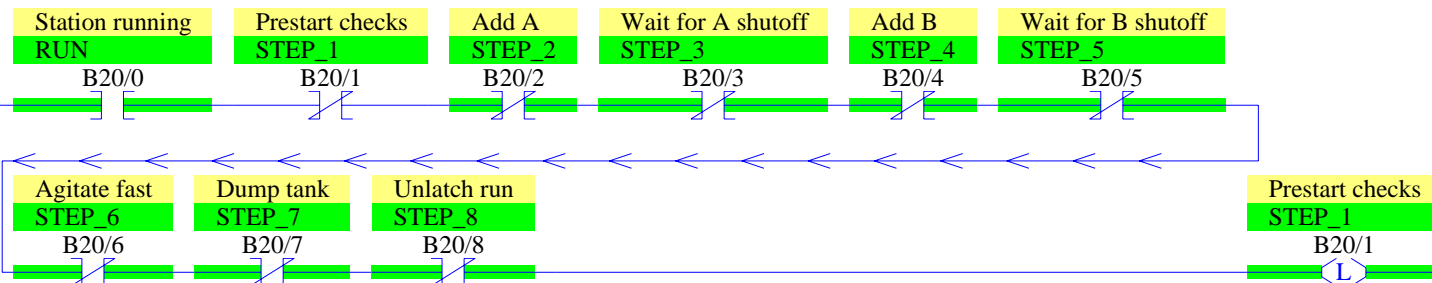 Station running Prestart checks Add A Wait for A shutoff Add B Wait for B shutoff
RUN STEP_1 STEP_2 STEP_3 STEP_4 STEP_5
B20/0 B20/1 B20/2 B20/3 B20/4 B20/5
Agitate fast Dump tank Unlatch run Prestart checks
STEP_6 STEP_7 STEP_8 STEP_1
B20/6 B20/7 B20/8 B20/1
L